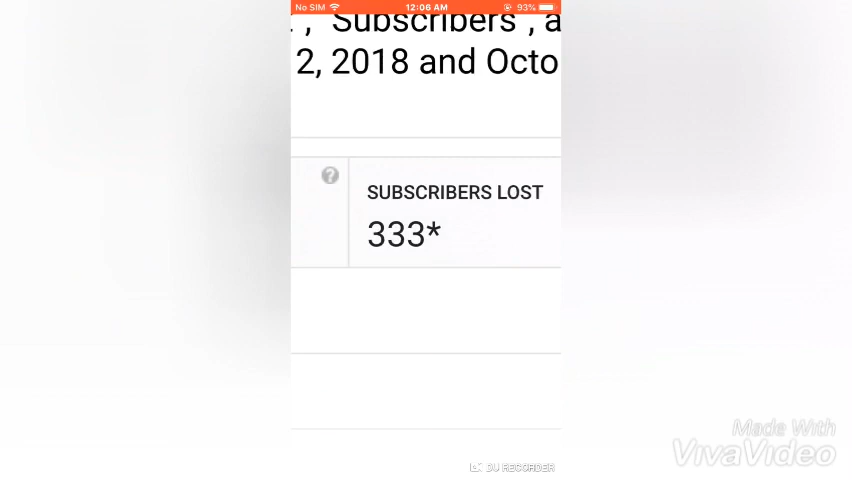 No SIM 12:06 AM 93%
, "Subscribers", a
2, 2018 and Octo
?
SUBSCRIBERS LOST
333*
Made With
VivaVideo
DU RECORDER